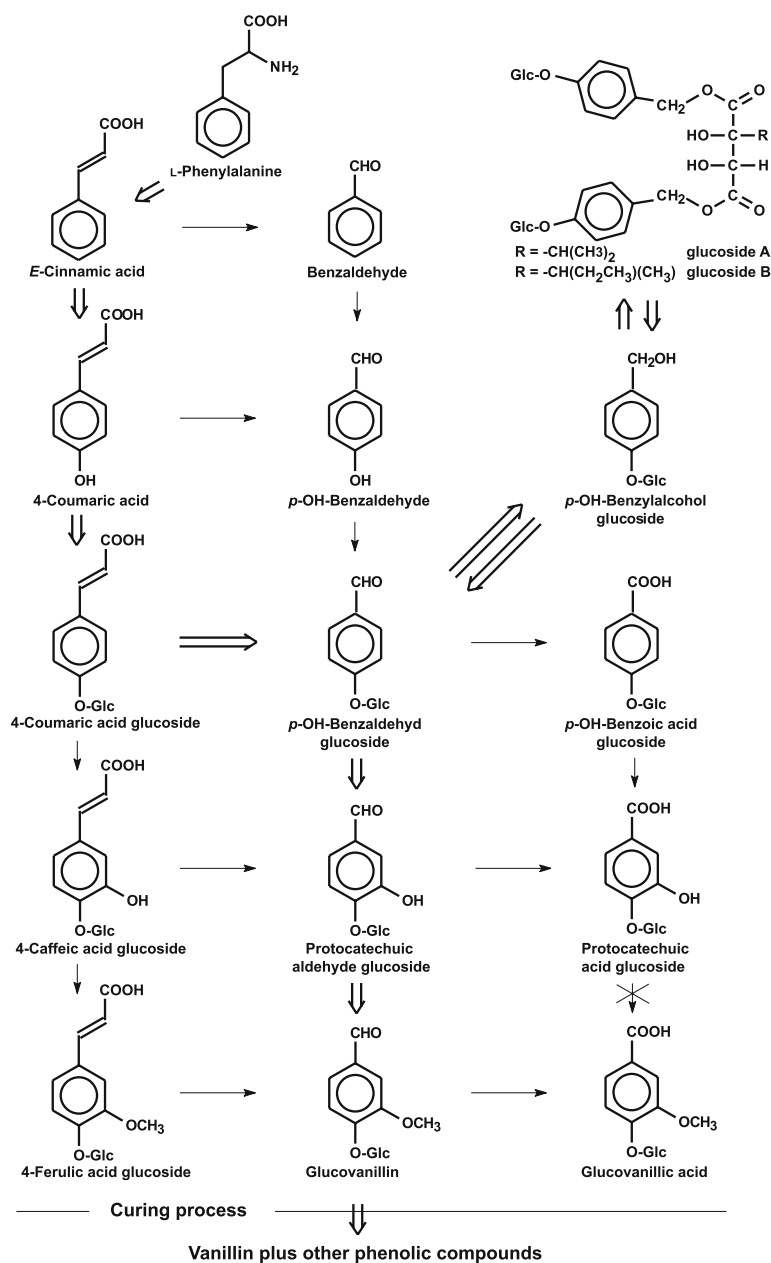 COOH
NH2
L-Phenylalanine
Glc-O
CH2
O
C
O
HO-C-R
HO-C-H
Glc-O
CH2
O
C
O
R = -CH(CH3)2 glucoside A
R = -CH(CH2CH3)(CH3) glucoside B
COOH
E-Cinnamic acid
CHO
Benzaldehyde
COOH
OH
4-Coumaric acid
CHO
OH
p-OH-Benzaldehyde
CH2OH
O-Glc
p-OH-Benzylalcohol
glucoside
COOH
O-Glc
4-Coumaric acid glucoside
CHO
O-Glc
p-OH-Benzaldehyd
glucoside
COOH
O-Glc
p-OH-Benzoic acid
glucoside
COOH
OH
O-Glc
4-Caffeic acid glucoside
CHO
OH
O-Glc
Protocatechuic
aldehyde glucoside
COOH
OH
O-Glc
Protocatechuic
acid glucoside
COOH
OCH3
O-Glc
4-Ferulic acid glucoside
CHO
OCH3
O-Glc
Glucovanillin
COOH
OCH3
O-Glc
Glucovanillic acid
Curing process
Vanillin plus other phenolic compounds